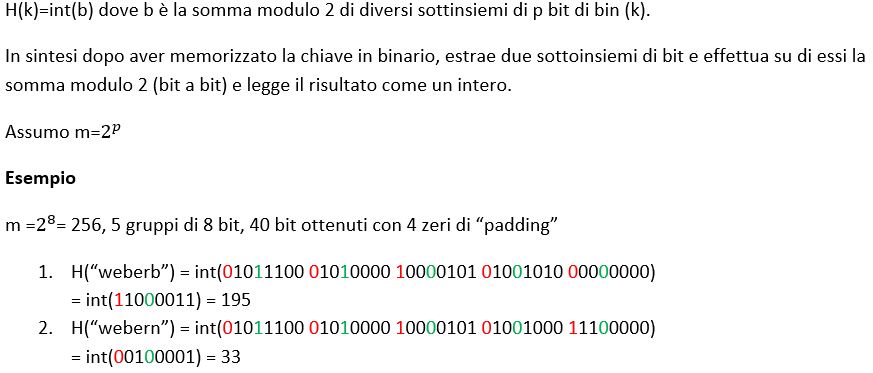 H(k)=int(b) dove b è la somma modulo 2 di diversi sottinsiemi di p bit di bin (k).
In sintesi dopo aver memorizzato la chiave in binario, estrae due sottoinsiemi di bit e effettua su di essi la
somma modulo 2 (bit a bit) e legge il risultato come un intero.
Assumo m=2ᵖ
Esempio
m =2⁸= 256, 5 gruppi di 8 bit, 40 bit ottenuti con 4 zeri di “padding”
1. H(“weberb”) = int(01011100 01010000 10000101 01001010 00000000)
= int(11000011) = 195
2. H(“webern”) = int(01011100 01010000 10000101 01001000 11100000)
= int(00100001) = 33